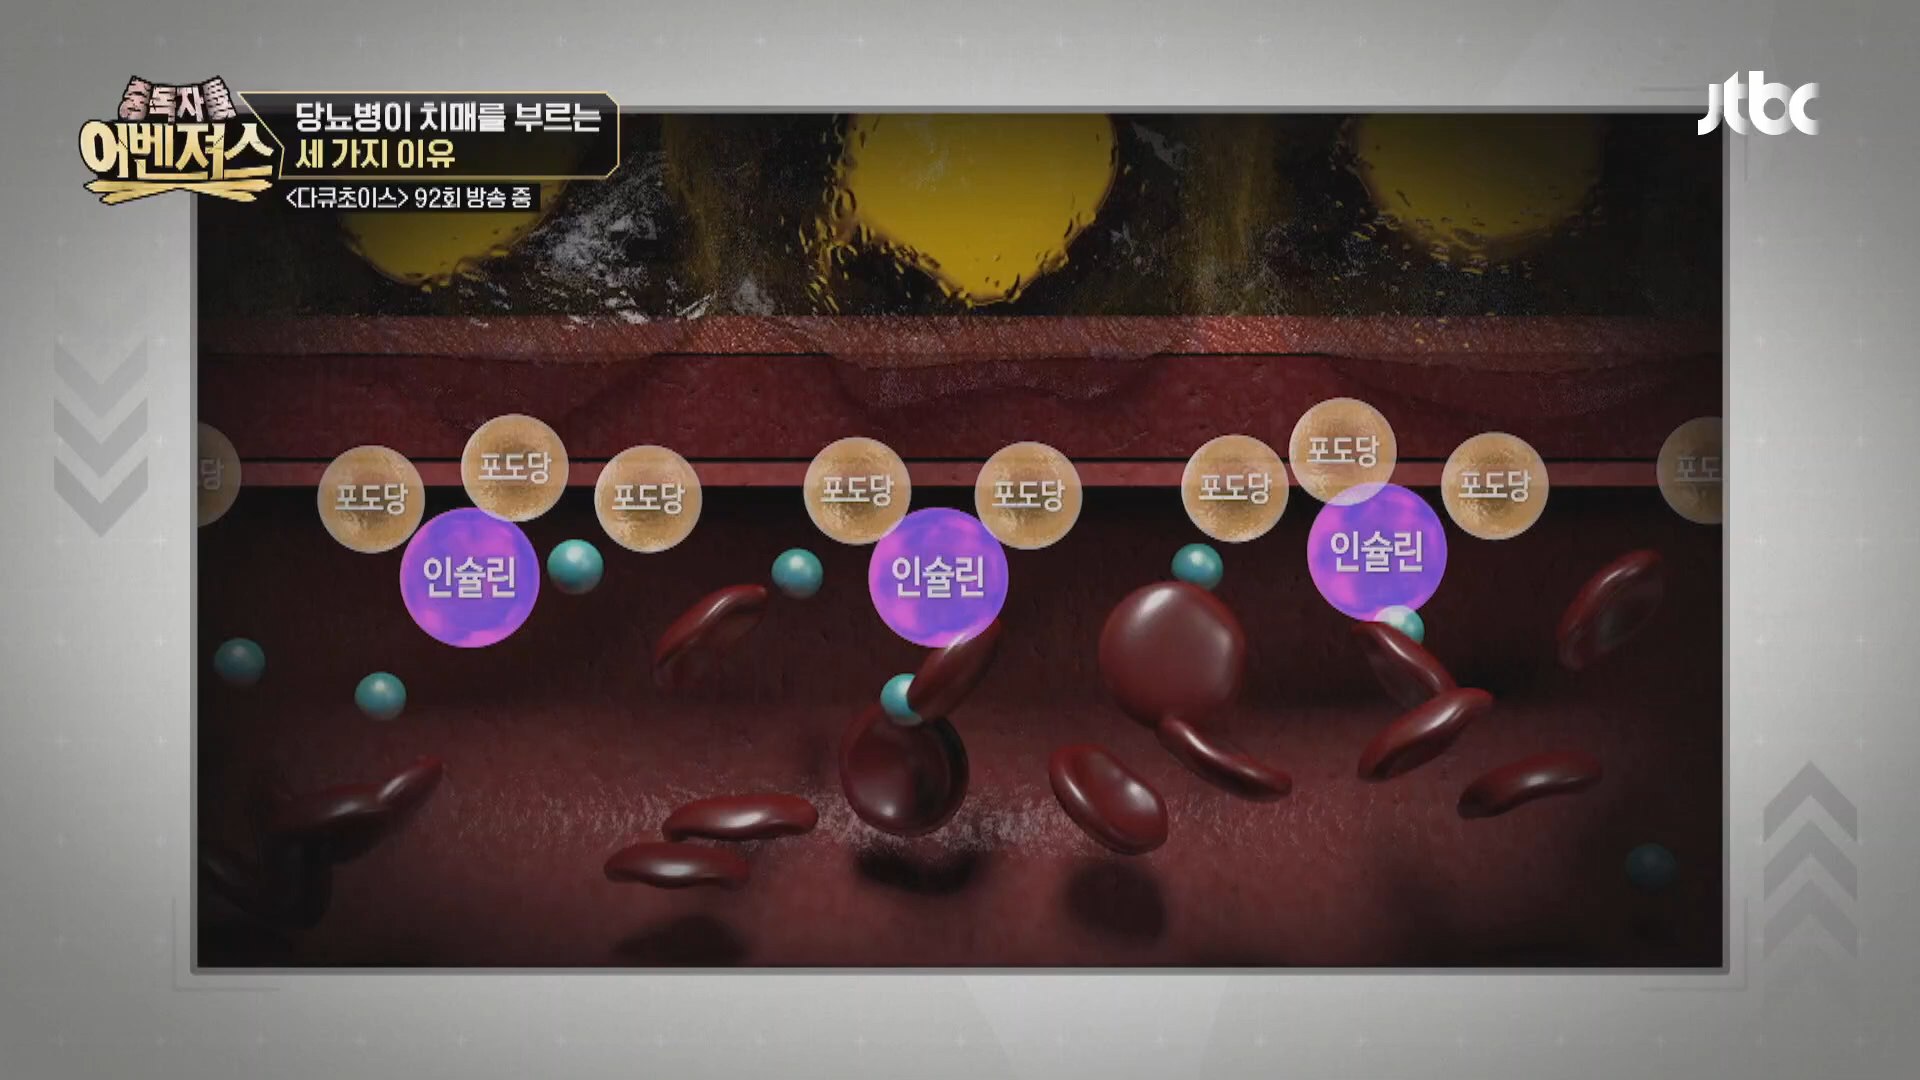 중독자들
어벤져스
당뇨병이 치매를 부르는
세 가지 이유
<다큐초이스> 92회 방송 중
jtbc
당
포도당
포도당
포도당
포도당
포도당
포도당
포도당
포도당
포도
인슐린
인슐린
인슐린